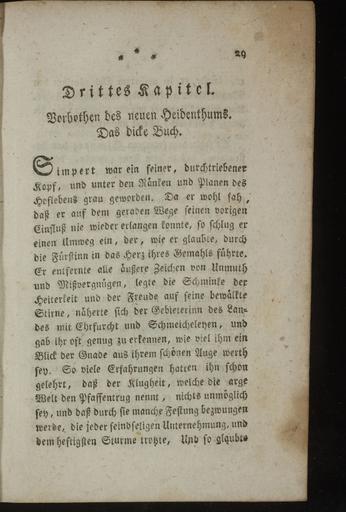 * * * 29
Drittes Kapitel.
Vorbothen des neuen Heidenthums.
Das dicke Buch.
Simpert war ein feiner, durchtriebener
Kopf, und unter den Ränken und Planen des
Hoflebens grau geworden. Da er wohl sah,
daß er auf dem geraden Wege seinen vorigen
Einfluß nie wieder erlangen konnte, so schlug er
einen Umweg ein, der, wie er glaubte, durch
die Fürstinn in das Herz ihres Gemahls führte.
Er entfernte alle äußere Zeichen von Unmuth
und Mißvergnügen, legte die Schminke der
Heiterkeit und der Freude auf seine bewölkte
Stirne, näherte sich der Gebieterinn des Lan-
des mit Ehrfurcht und Schmeicheleyen, und
gab ihr oft genug zu erkennen, wie viel ihm ein
Blick der Gnade aus ihrem schönen Auge werth
sey. So viele Erfahrungen hatten ihn schon
gelehrt, daß der Klugheit, welche die arge
Welt den Pfaffentrug nennt, nichts unmöglich
sey, und daß durch sie manche Festung bezwungen
werde, die jeder feindseligen Unternehmung, und
dem heftigsten Sturme trotzte, Und so glaubte